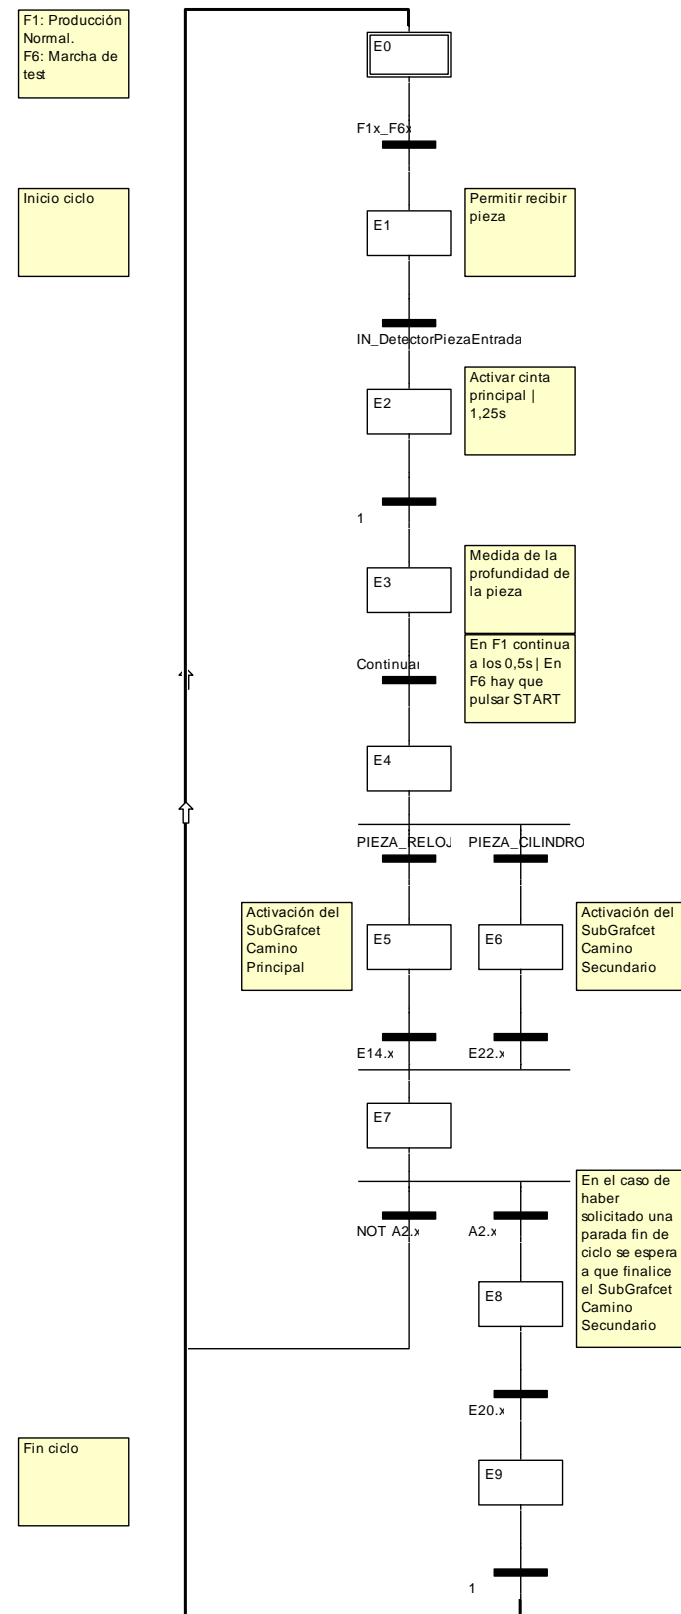 F1: Producción
Normal.
F6: Marcha de
test
E0
F1x_F6x
Inicio ciclo
E1
Permitir recibir
pieza
IN_DetectorPiezaEntrada
E2
Activar cinta
principal |
1,25s
1
E3
Medida de la
profundidad de
la pieza
Continuar
En F1 continua
a los 0,5s | En
F6 hay que
pulsar START
E4
PIEZA_RELOJ
PIEZA_CILINDRO
Activación del
SubGrafcet
Camino
Principal
E5
E6
Activación del
SubGrafcet
Camino
Secundario
E14.x
E22.x
E7
NOT A2.x
A2.x
En el caso de
haber
solicitado una
parada fin de
ciclo se espera
a que finalice
el SubGrafcet
Camino
Secundario
E8
E20.x
Fin ciclo
E9
1